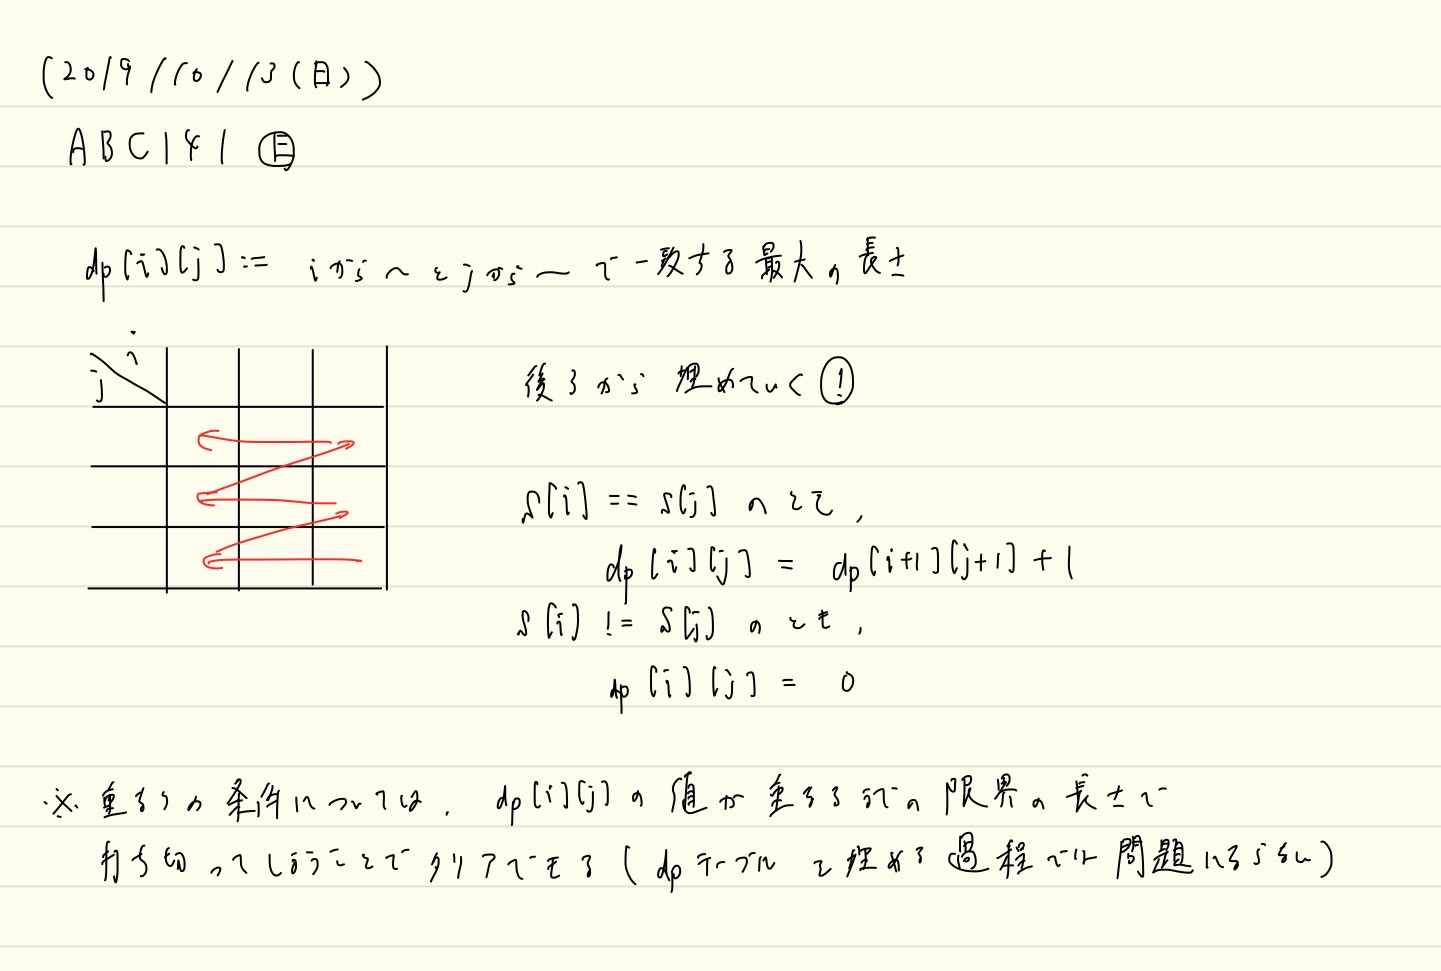 (2019/10/13(日))
ABC141 Ⓔ
dp[i][j] := iから〜とjから〜で一致する最大の長さ
i
j
後ろから埋めていく!
S[i] == S[j] のとき,
dp[i][j] = dp[i+1][j+1] + 1
S[i] != S[j] のとき,
dp[i][j] = 0
※ 重なりの条件については、dp[i][j]の値が重なるまでの限界の長さで
打ち切ってしまうことでクリアできる(dpテーブルを埋める過程では問題にならない)